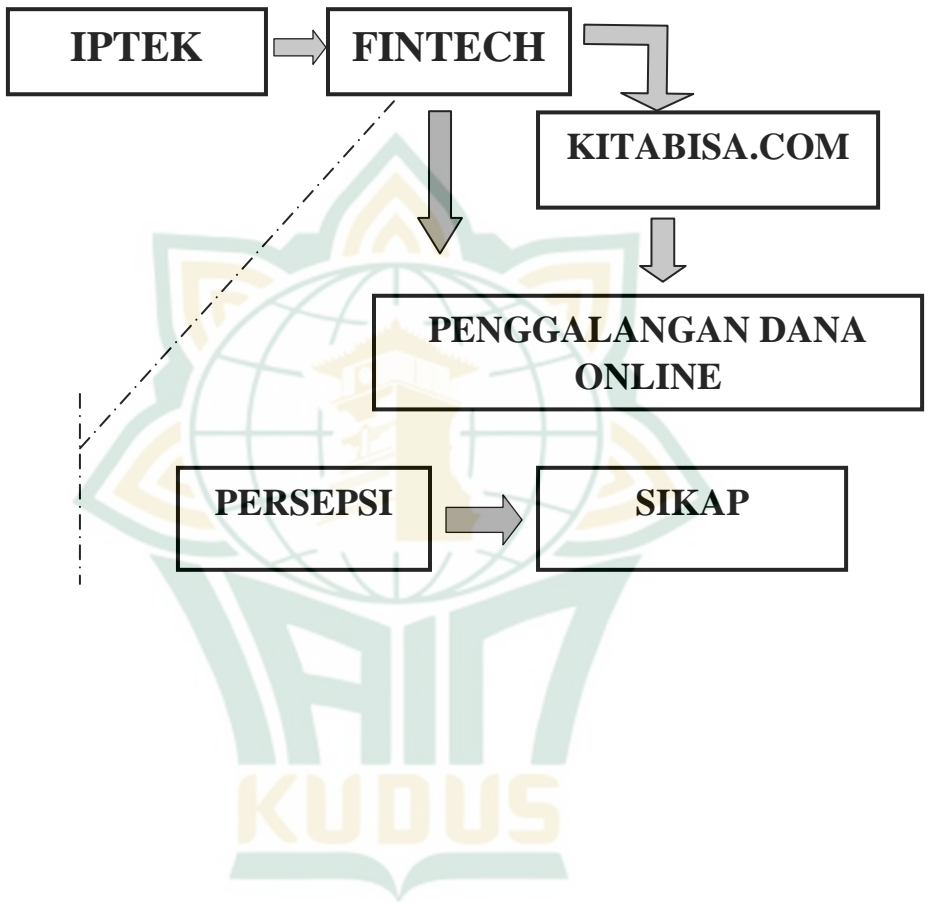 IPTEK
FINTECH
KITABISA.COM
PENGGALANGAN DANA
ONLINE
PERSEPSI
SIKAP
IAIN
KUDUS